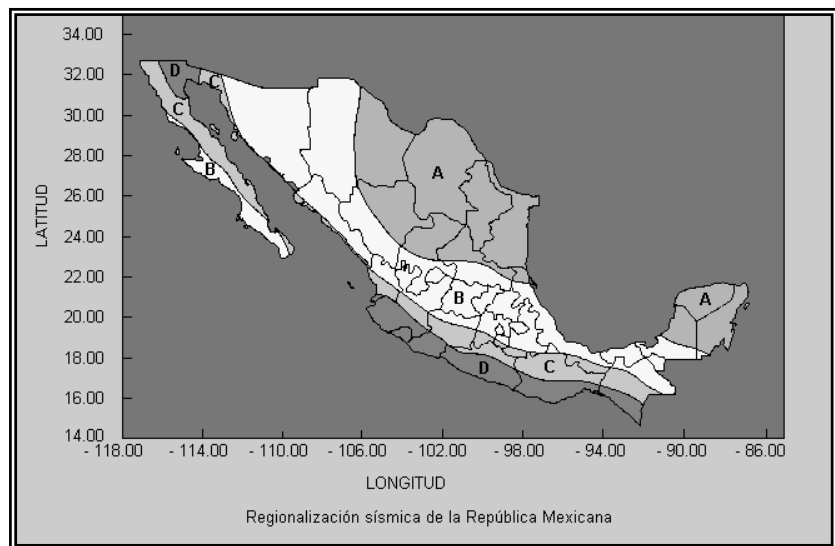 34.00
32.00
30.00
28.00
26.00
24.00
22.00
20.00
18.00
16.00
14.00
LATITUD
D
C
C
B
A
A
B
C
D
- 118.00 - 114.00 - 110.00 - 106.00 - 102.00 - 98.00 - 94.00 - 90.00 - 86.00
LONGITUD
Regionalización sísmica de la República Mexicana